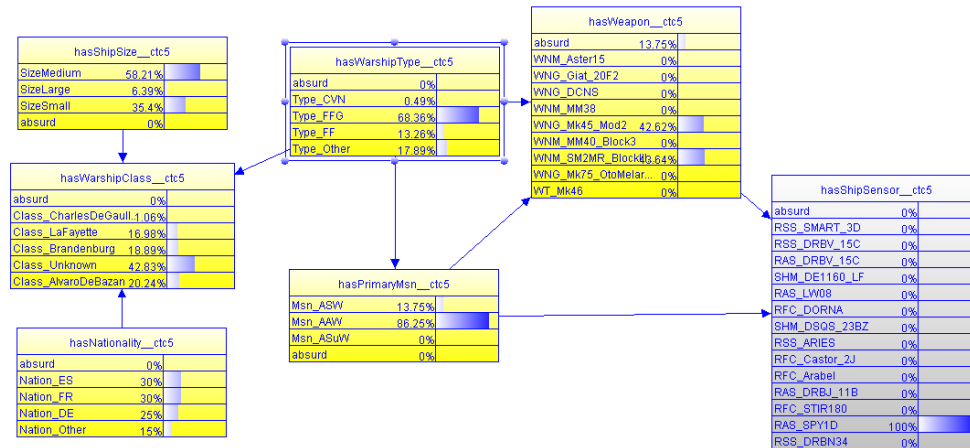 hasShipSize__ctc5
SizeMedium 58.21%
SizeLarge 6.39%
SizeSmall 35.4%
absurd 0%
hasWarshipType__ctc5
absurd 0%
Type_CVN 0.49%
Type_FFG 68.36%
Type_FF 13.26%
Type_Other 17.89%
hasWeapon__ctc5
absurd 13.75%
WNM_Aster15 0%
WNG_Giat_20F2 0%
WNG_DCNS 0%
WNM_MM38 0%
WNG_Mk45_Mod2 42.62%
WNM_MM40_Block3 0%
WNM_SM2MR_BlockIII 43.64%
WNG_Mk75_OtoMelar... 0%
WT_Mk46 0%
hasWarshipClass__ctc5
absurd 0%
Class_CharlesDeGaull... 1.06%
Class_LaFayette 16.98%
Class_Brandenburg 18.89%
Class_Unknown 42.83%
Class_AlvaroDeBazan 20.24%
hasPrimaryMsn__ctc5
Msn_ASW 13.75%
Msn_AAW 86.25%
Msn_ASuW 0%
absurd 0%
hasNationality__ctc5
absurd 0%
Nation_ES 30%
Nation_FR 30%
Nation_DE 25%
Nation_Other 15%
hasShipSensor__ctc5
absurd 0%
RSS_SMART_3D 0%
RSS_DRBV_15C 0%
RAS_DRBV_15C 0%
SHM_DE1160_LF 0%
RAS_LW08 0%
RFC_DORNA 0%
SHM_DSQS_23BZ 0%
RSS_ARIES 0%
RFC_Castor_2J 0%
RFC_Arabel 0%
RAS_DRBJ_11B 0%
RFC_STIR180 0%
RAS_SPY1D 100%
RSS_DRBN34 0%